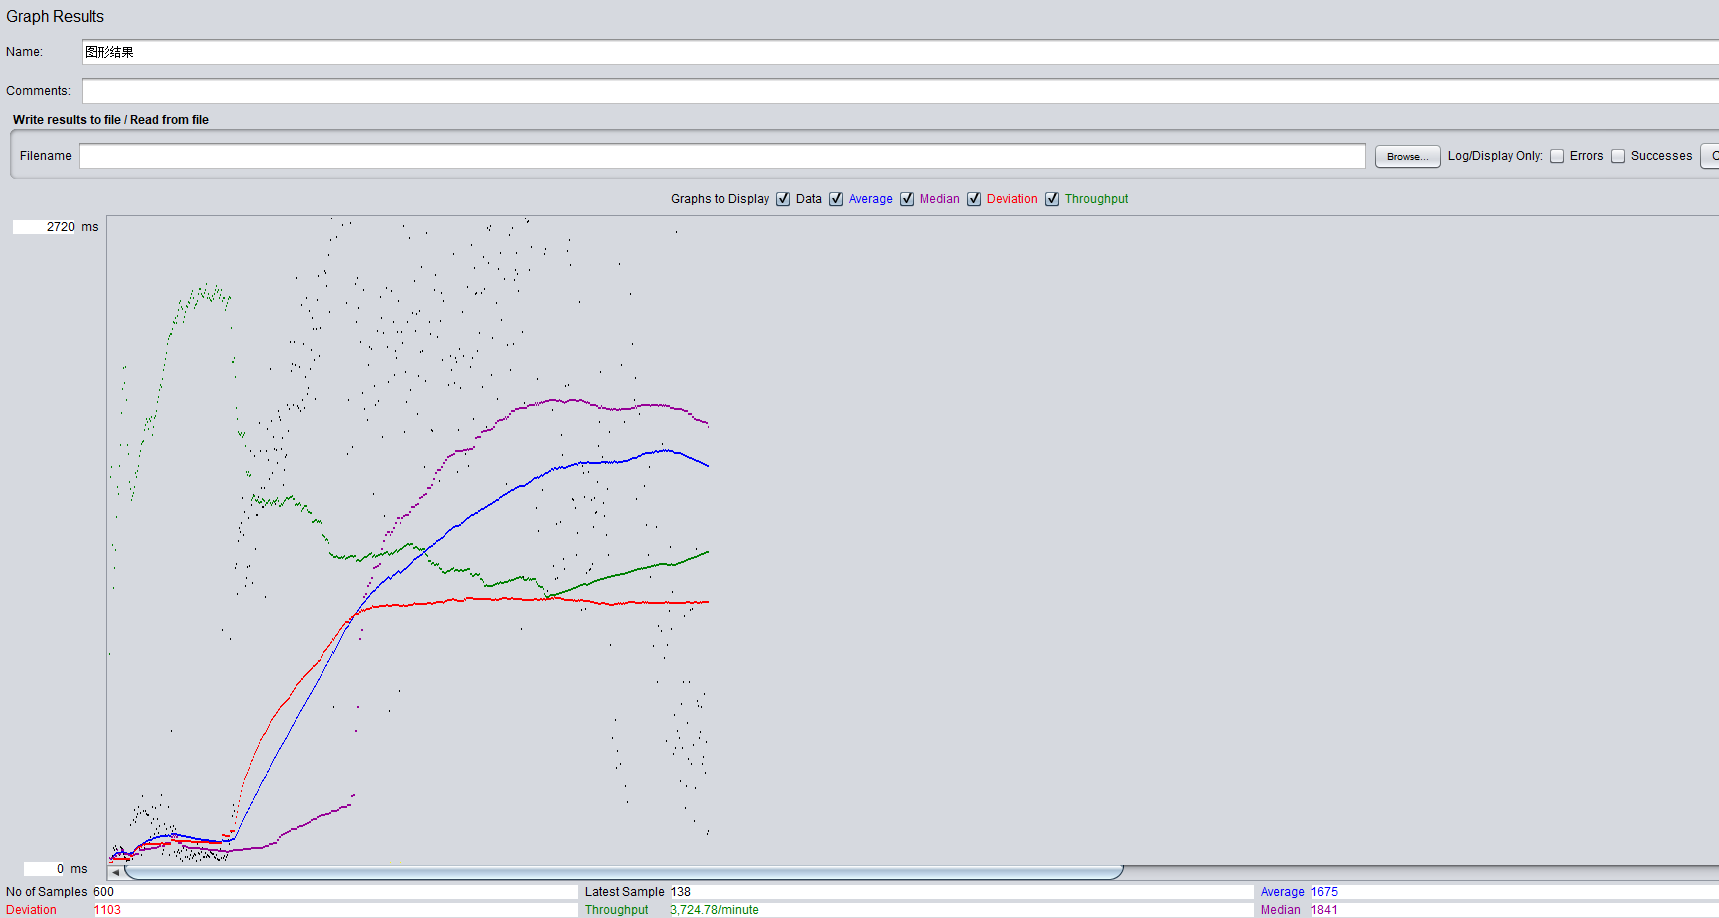 Graph Results
Name: 图形结果
Comments:
Write results to file / Read from file
Filename Browse... Log/Display Only: Errors Successes
Graphs to Display Data Average Median Deviation Throughput
2720 ms
0 ms
No of Samples 600 Latest Sample 138 Average 1675
Deviation 1103 Throughput 3,724.78/minute Median 1841